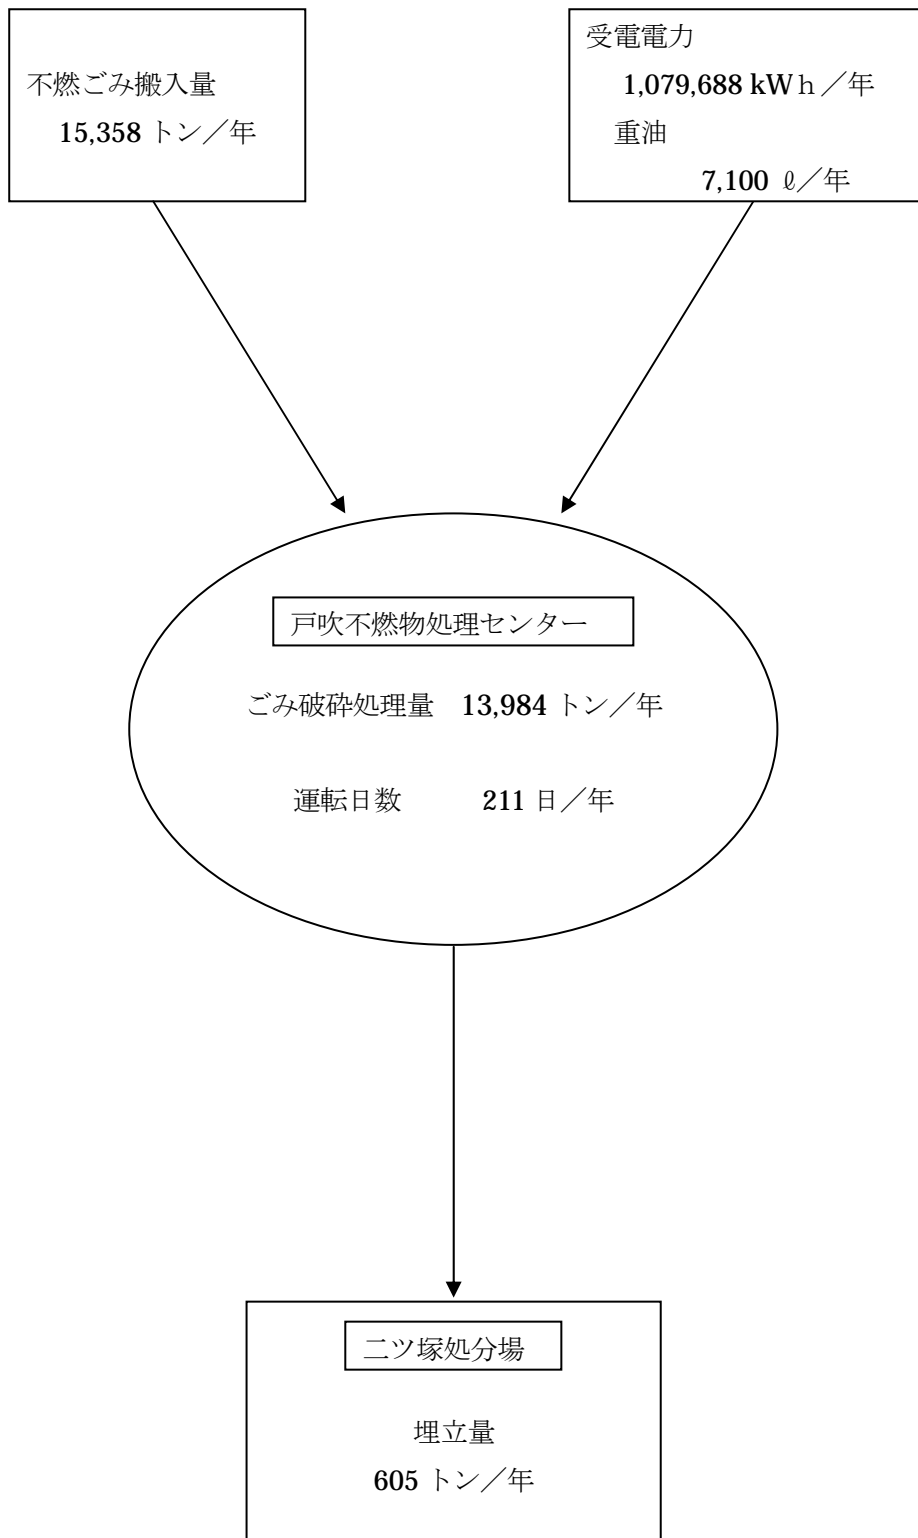 不燃ごみ搬入量
15,358 トン／年
受電電力
1,079,688 kWｈ／年
重油
7,100 ℓ／年
戸吹不燃物処理センター
ごみ破砕処理量 13,984 トン／年
運転日数 211 日／年
二ツ塚処分場
埋立量
605 トン／年